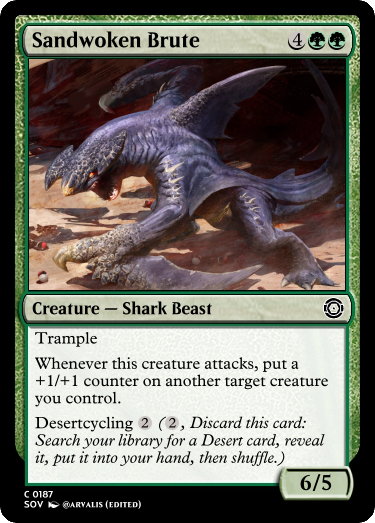 Sandwoken Brute 4
Creature — Shark Beast
Trample
Whenever this creature attacks, put a
+1/+1 counter on another target creature
you control.
Desertcycling 2 (2, Discard this card:
Search your library for a Desert card, reveal
it, put it into your hand, then shuffle.)
6/5
C 0187
SOV @ARVALIS (EDITED)